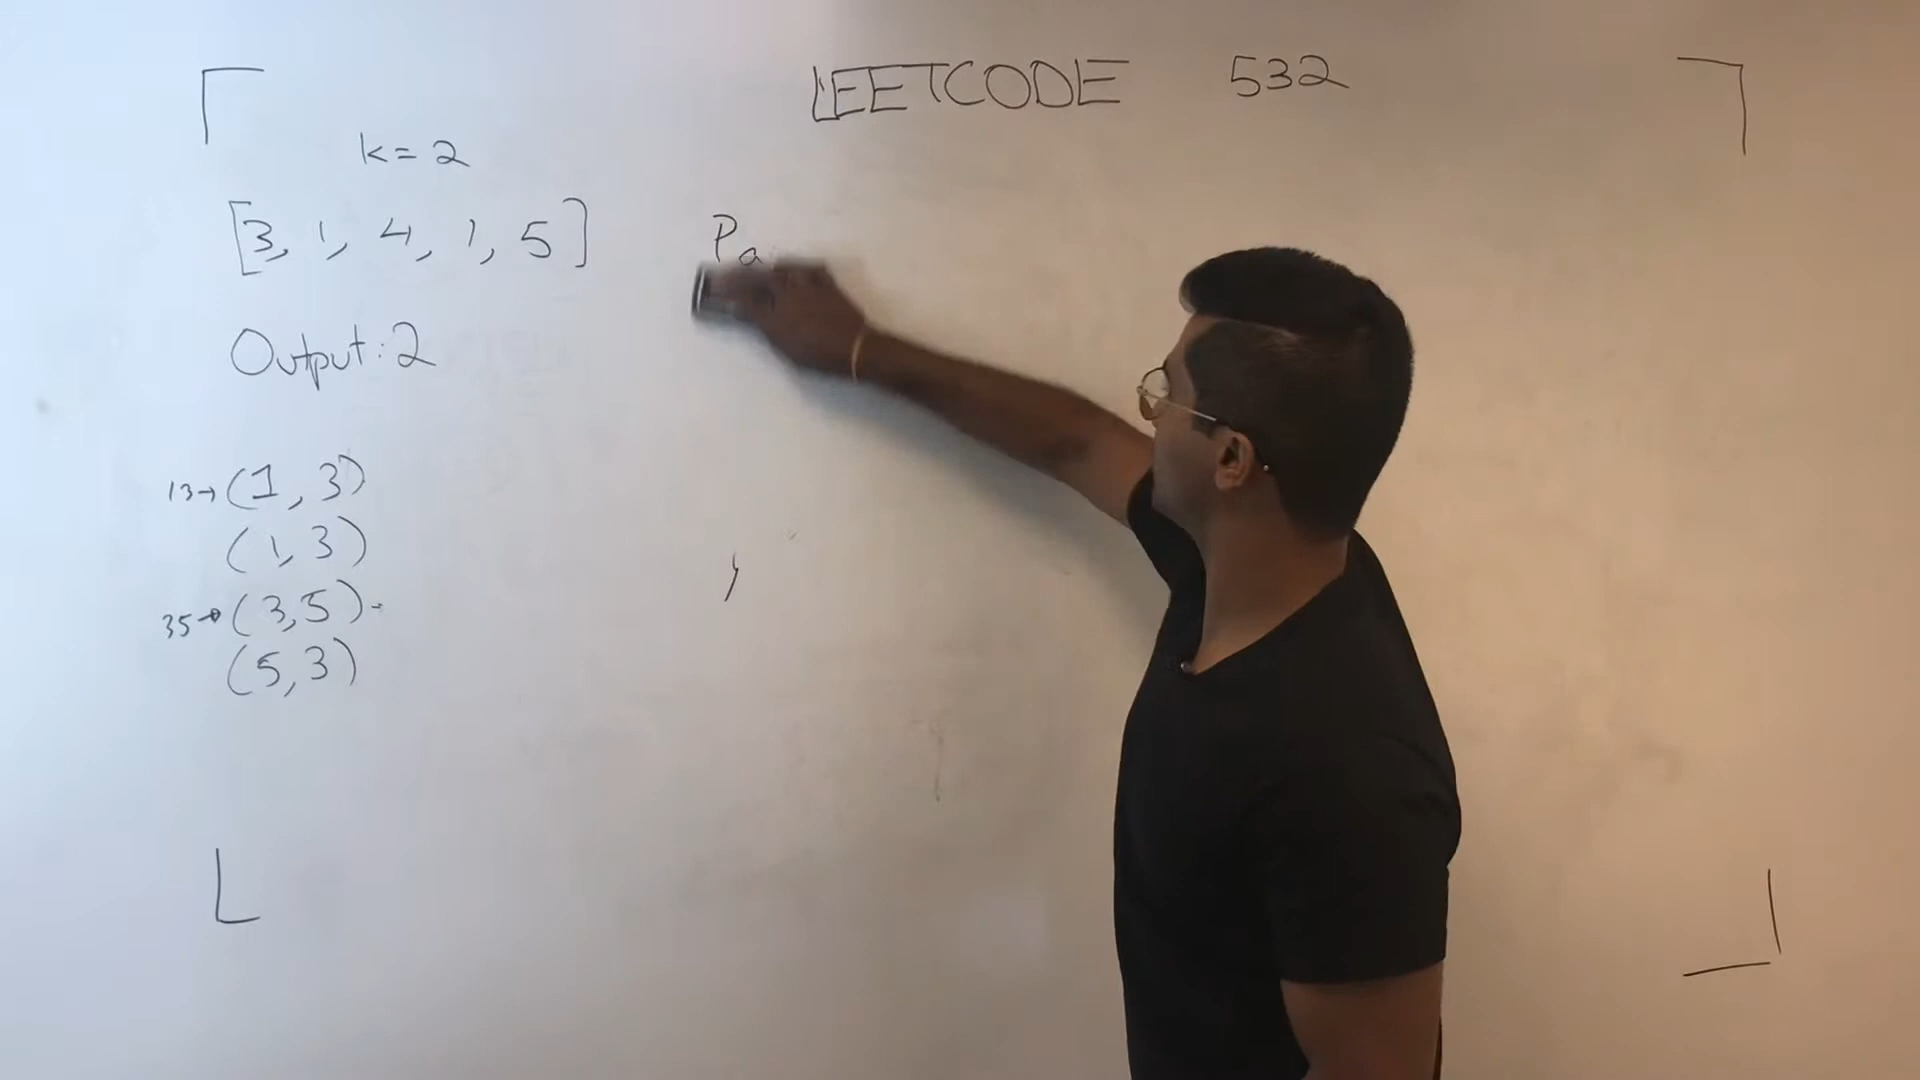 LEETCODE 532
k=2
[3, 1, 4, 1, 5]
Pa
Output: 2
13→(1, 3)
(1, 3)
35→(3,5)
(5,3)